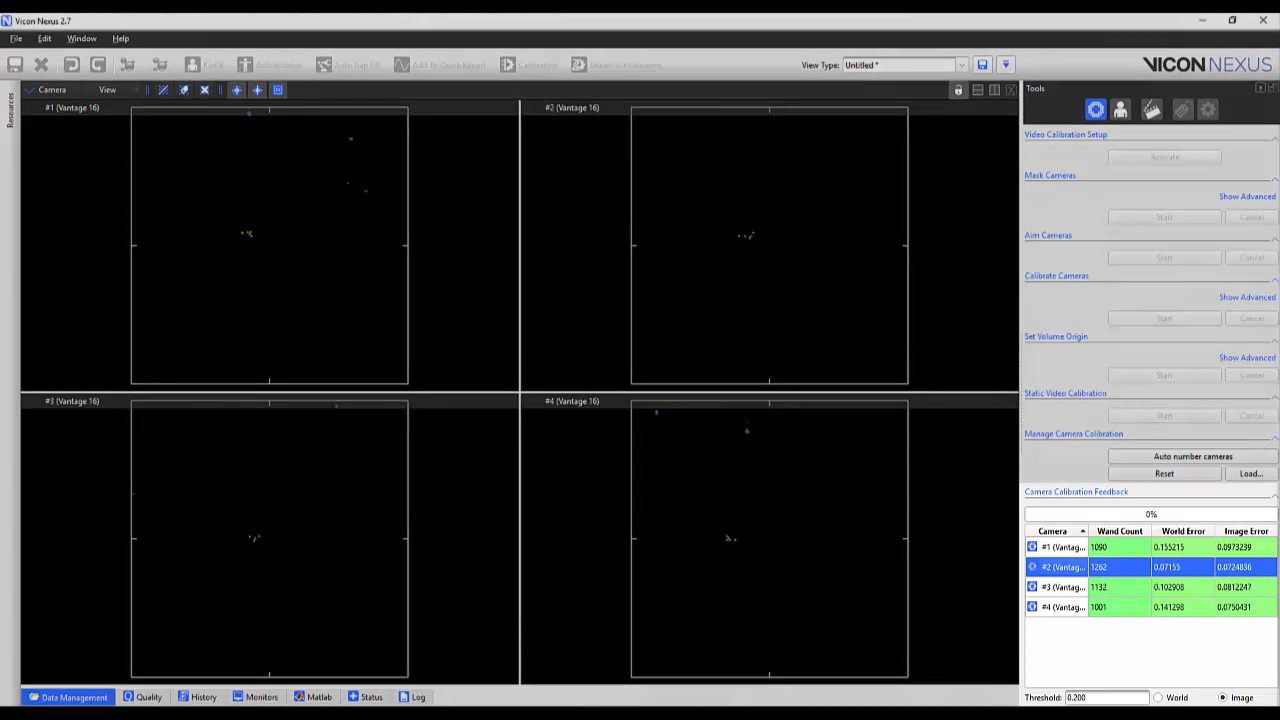 Vicon Nexus 2.7
File Edit Window Help
View Type: Untitled * VICON NEXUS
Camera View
Resources
Tools
#1 (Vantage 16)
#2 (Vantage 16)
#3 (Vantage 16)
#4 (Vantage 16)
Video Calibration Setup
Activate
Mask Cameras
Show Advanced
Start Cancel
Aim Cameras
Start Cancel
Calibrate Cameras
Show Advanced
Start Cancel
Set Volume Origin
Show Advanced
Start Cancel
Static Video Calibration
Start Cancel
Manage Camera Calibration
Auto number cameras
Reset Load...
Camera Calibration Feedback
0%
Camera Wand Count World Error Image Error
#1 (Vantag... 1090 0.155215 0.0973239
#2 (Vantag... 1262 0.07155 0.0724836
#3 (Vantag... 1132 0.102908 0.0812247
#4 (Vantag... 1001 0.141298 0.0750431
Threshold: 0.200 World Image
Data Management Quality History Monitors Matlab Status Log